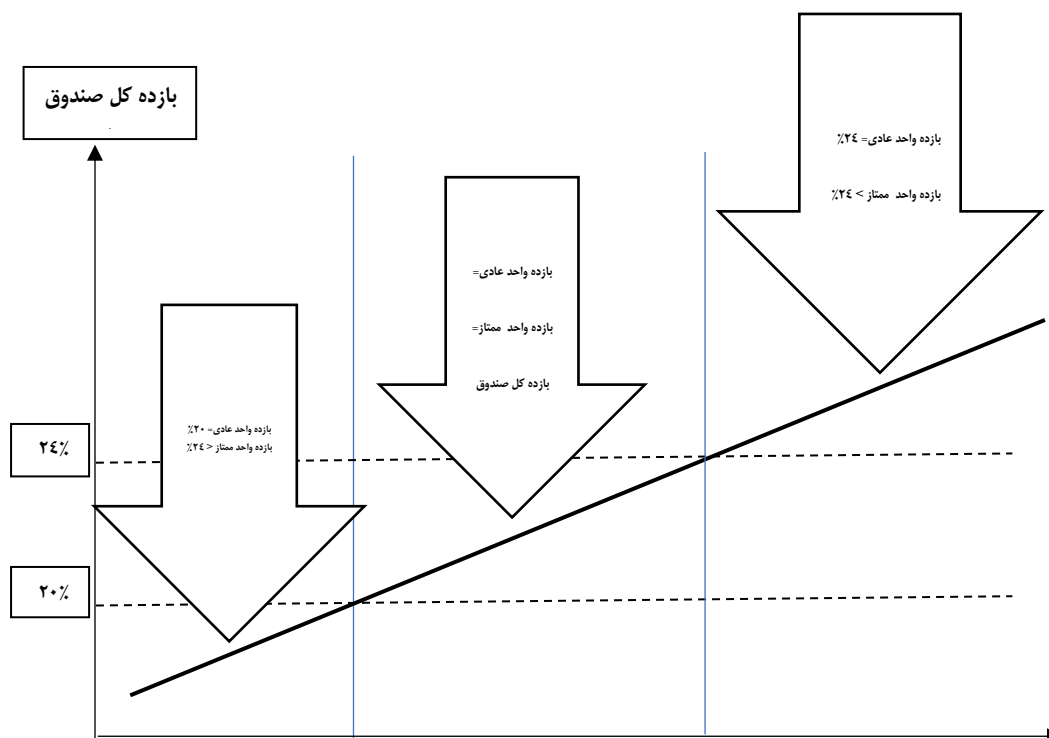 بازده کل صندوق
بازده واحد عادی= ۲۴٪
بازده واحد ممتاز > ۲۴٪
بازده واحد عادی=
بازده واحد ممتاز=
بازده کل صندوق
بازده واحد عادی= ۲۰٪
بازده واحد ممتاز < ۲۴٪
۲۴٪
۲۰٪